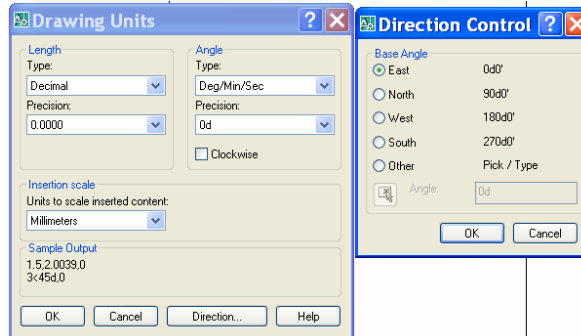 Drawing Units
Length
Type:
Decimal
Precision:
0.0000
Angle
Type:
Deg/Min/Sec
Precision:
0d
Clockwise
Insertion scale
Units to scale inserted content:
Millimeters
Sample Output
1.5,2.0039,0
3<45d,0
OK Cancel Direction... Help
Direction Control
Base Angle
East 0d0'
North 90d0'
West 180d0'
South 270d0'
Other Pick / Type
Angle: 0d
OK Cancel